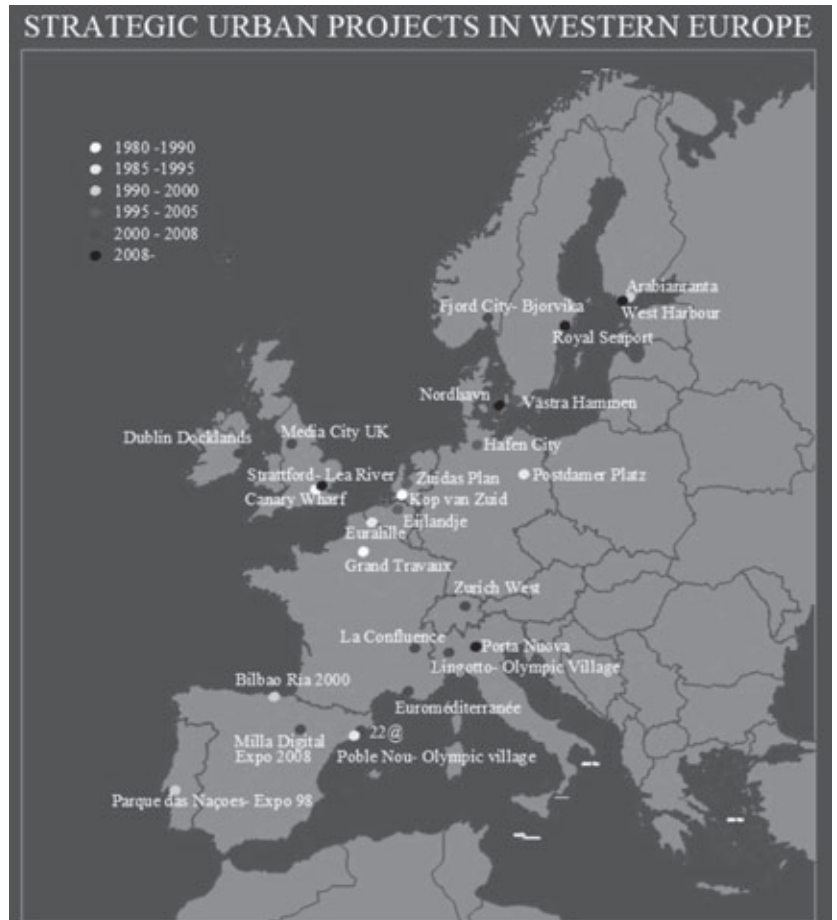 STRATEGIC URBAN PROJECTS IN WESTERN EUROPE
1980 -1990
1985 -1995
1990 - 2000
1995 - 2005
2000 - 2008
2008-
Arabianranta
Fjord City- Bjorvika
West Harbour
Royal Seaport
Nordhavn
Västra Hamnen
Dublin Docklands
Media City UK
Hafen City
Strattford- Lea River
Zuidas Plan
Postdamer Platz
Canary Wharf
Kop van Zuid
Eijlandje
Euralille
Grand Travaux
Zurich West
La Confluence
Porta Nuova
Lingotto- Olympic Village
Bilbao Ria 2000
Euroméditerranée
22@
Milla Digital
Expo 2008
Poble Nou- Olympic village
Parque das Naçoes- Expo 98